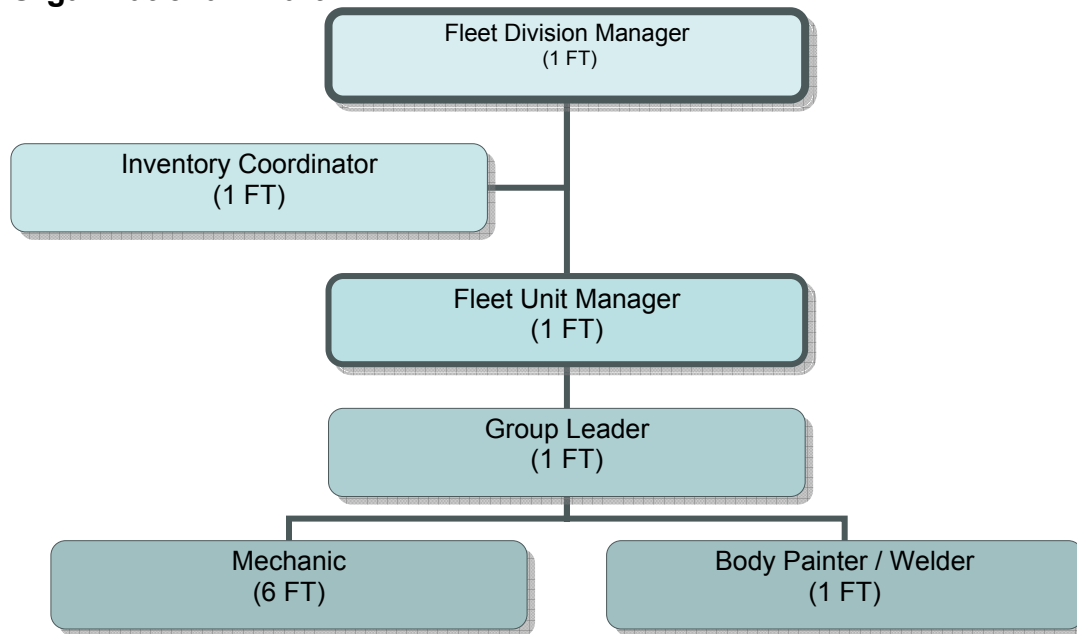 Fleet Division Manager
(1 FT)
Inventory Coordinator
(1 FT)
Fleet Unit Manager
(1 FT)
Group Leader
(1 FT)
Mechanic
(6 FT)
Body Painter / Welder
(1 FT)